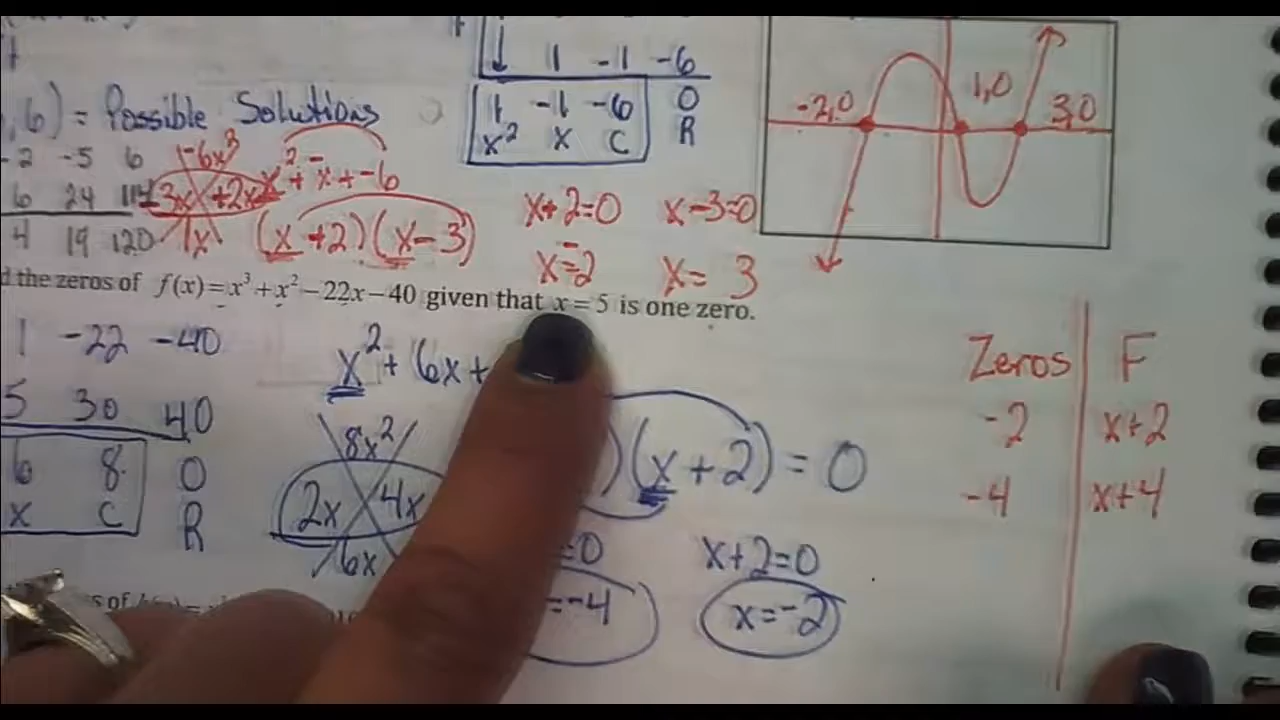 1 -1 -6
1 -1 -6 0
x² x C R
-2,0 1,0 3,0
,6) = Possible Solutions
-2 -5 6
6 24 114
4 19 120
-6x³
3x +2x
1x
x² + -x + -6
(x+2)(x-3)
x+2=0 x-3=0
x=-2 x=3
d the zeros of f(x)=x³+x²−22x−40 given that x=5 is one zero.
1 -22 -40
5 30 40
6 8 0
x C R
x² + 6x +
8x²
2x 4x
6x
)(x+2)=0
=0 x+2=0
=-4 x=-2
Zeros F
-2 x+2
-4 x+4